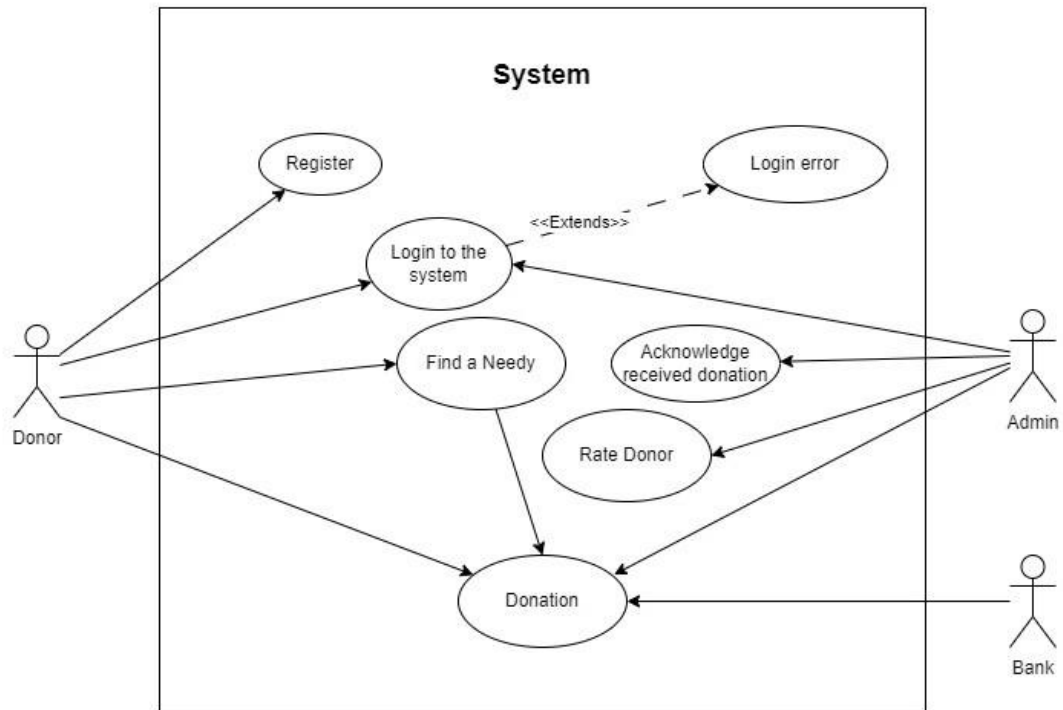 System
Register
Login error
<<Extends>>
Login to the
system
Find a Needy
Acknowledge
received donation
Donor
Admin
Rate Donor
Donation
Bank